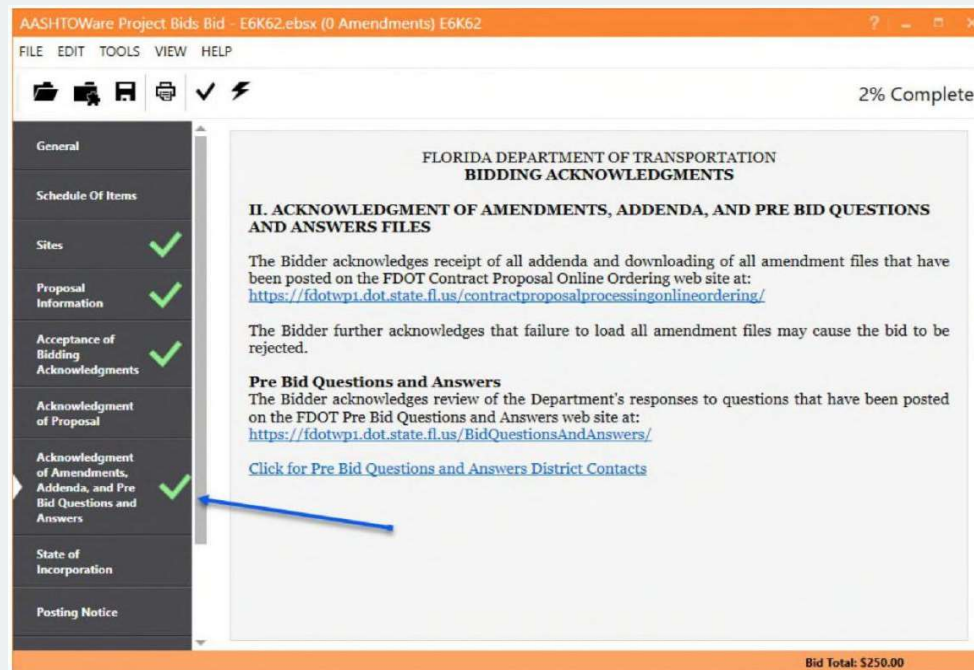 AASHTOWare Project Bids Bid - E6K62.ebsx (0 Amendments) E6K62
FILE EDIT TOOLS VIEW HELP
2% Complete
General
Schedule Of Items
Sites
Proposal
Information
Acceptance of
Bidding
Acknowledgments
Acknowledgment
of Proposal
Acknowledgment
of Amendments,
Addenda, and Pre
Bid Questions and
Answers
State of
Incorporation
Posting Notice
FLORIDA DEPARTMENT OF TRANSPORTATION
BIDDING ACKNOWLEDGMENTS
II. ACKNOWLEDGMENT OF AMENDMENTS, ADDENDA, AND PRE BID QUESTIONS
AND ANSWERS FILES
The Bidder acknowledges receipt of all addenda and downloading of all amendment files that have
been posted on the FDOT Contract Proposal Online Ordering web site at:
https://fdotwp1.dot.state.fl.us/contractproposalprocessingonlineordering/
The Bidder further acknowledges that failure to load all amendment files may cause the bid to be
rejected.
Pre Bid Questions and Answers
The Bidder acknowledges review of the Department's responses to questions that have been posted
on the FDOT Pre Bid Questions and Answers web site at:
https://fdotwp1.dot.state.fl.us/BidQuestionsAndAnswers/
Click for Pre Bid Questions and Answers District Contacts
Bid Total: $250.00